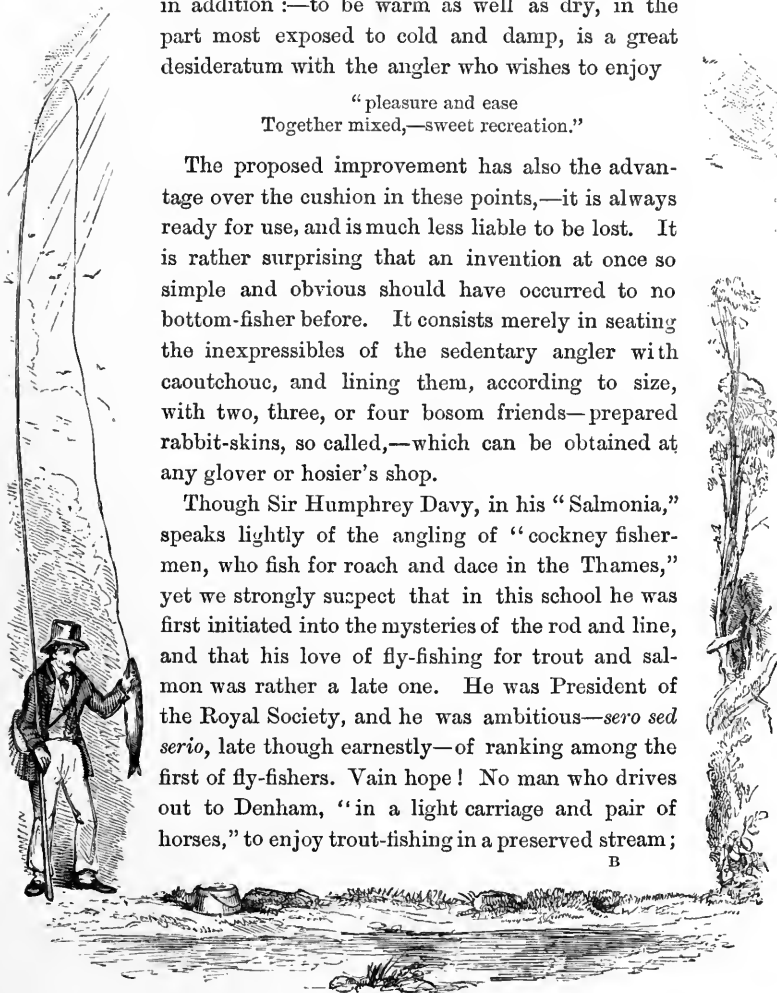 in addition :—to be warm as well as dry, in the
part most exposed to cold and damp, is a great
desideratum with the angler who wishes to enjoy
“pleasure and ease
Together mixed,—sweet recreation.”
The proposed improvement has also the advan-
tage over the cushion in these points,—it is always
ready for use, and is much less liable to be lost. It
is rather surprising that an invention at once so
simple and obvious should have occurred to no
bottom-fisher before. It consists merely in seating
the inexpressibles of the sedentary angler with
caoutchouc, and lining them, according to size,
with two, three, or four bosom friends—prepared
rabbit-skins, so called,—which can be obtained at
any glover or hosier’s shop.
Though Sir Humphrey Davy, in his “Salmonia,”
speaks lightly of the angling of “cockney fisher-
men, who fish for roach and dace in the Thames,”
yet we strongly suspect that in this school he was
first initiated into the mysteries of the rod and line,
and that his love of fly-fishing for trout and sal-
mon was rather a late one. He was President of
the Royal Society, and he was ambitious—sero sed
serio, late though earnestly—of ranking among the
first of fly-fishers. Vain hope! No man who drives
out to Denham, “in a light carriage and pair of
horses,” to enjoy trout-fishing in a preserved stream;
B